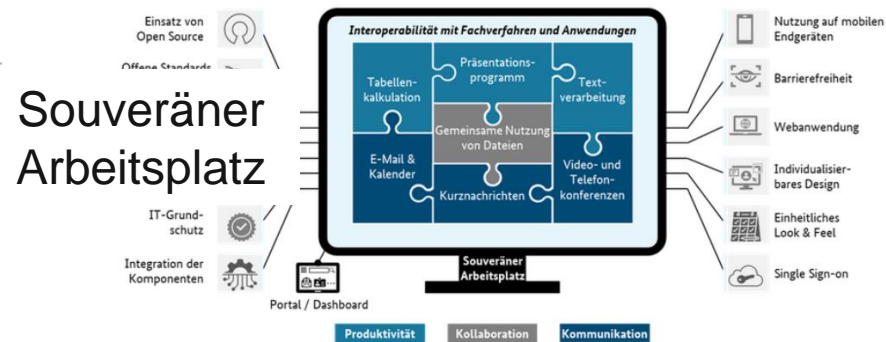 Einsatz von
Open Source
Offene Standards
Souveräner
Arbeitsplatz
IT-Grund-
schutz
Integration der
Komponenten
Portal / Dashboard
Interoperabilität mit Fachverfahren und Anwendungen
Tabellen-
kalkulation
Präsentations-
programm
Text-
verarbeitung
Gemeinsame Nutzung
von Dateien
E-Mail &
Kalender
Kurznachrichten
Video- und
Telefon-
konferenzen
Souveräner
Arbeitsplatz
Nutzung auf mobilen
Endgeräten
Barrierefreiheit
Webanwendung
Individualisier-
bares Design
Einheitliches
Look & Feel
Single Sign-on
Produktivität
Kollaboration
Kommunikation